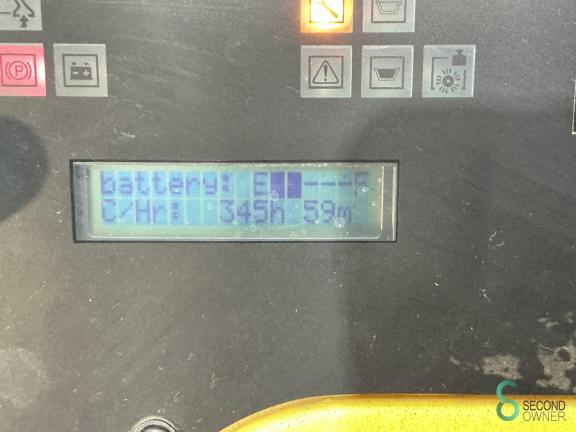 P
battery: E██---F
C/Hr: 345h 59m
SECOND
OWNER